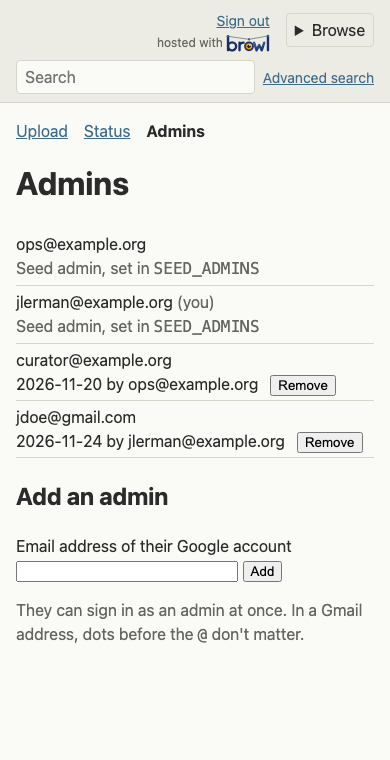 Sign out
hosted with browl
Browse
Search
Advanced search
Upload Status Admins
Admins
ops@example.org
Seed admin, set in SEED_ADMINS
jlerman@example.org (you)
Seed admin, set in SEED_ADMINS
curator@example.org
2026-11-20 by ops@example.org Remove
jdoe@gmail.com
2026-11-24 by jlerman@example.org Remove
Add an admin
Email address of their Google account
Add
They can sign in as an admin at once. In a Gmail
address, dots before the @ don't matter.